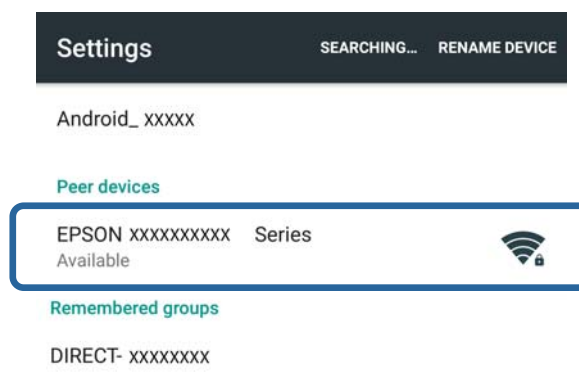 Settings SEARCHING... RENAME DEVICE
Android_ xxxxx
Peer devices
EPSON xxxxxxxxxx Series
Available
Remembered groups
DIRECT- xxxxxxxx